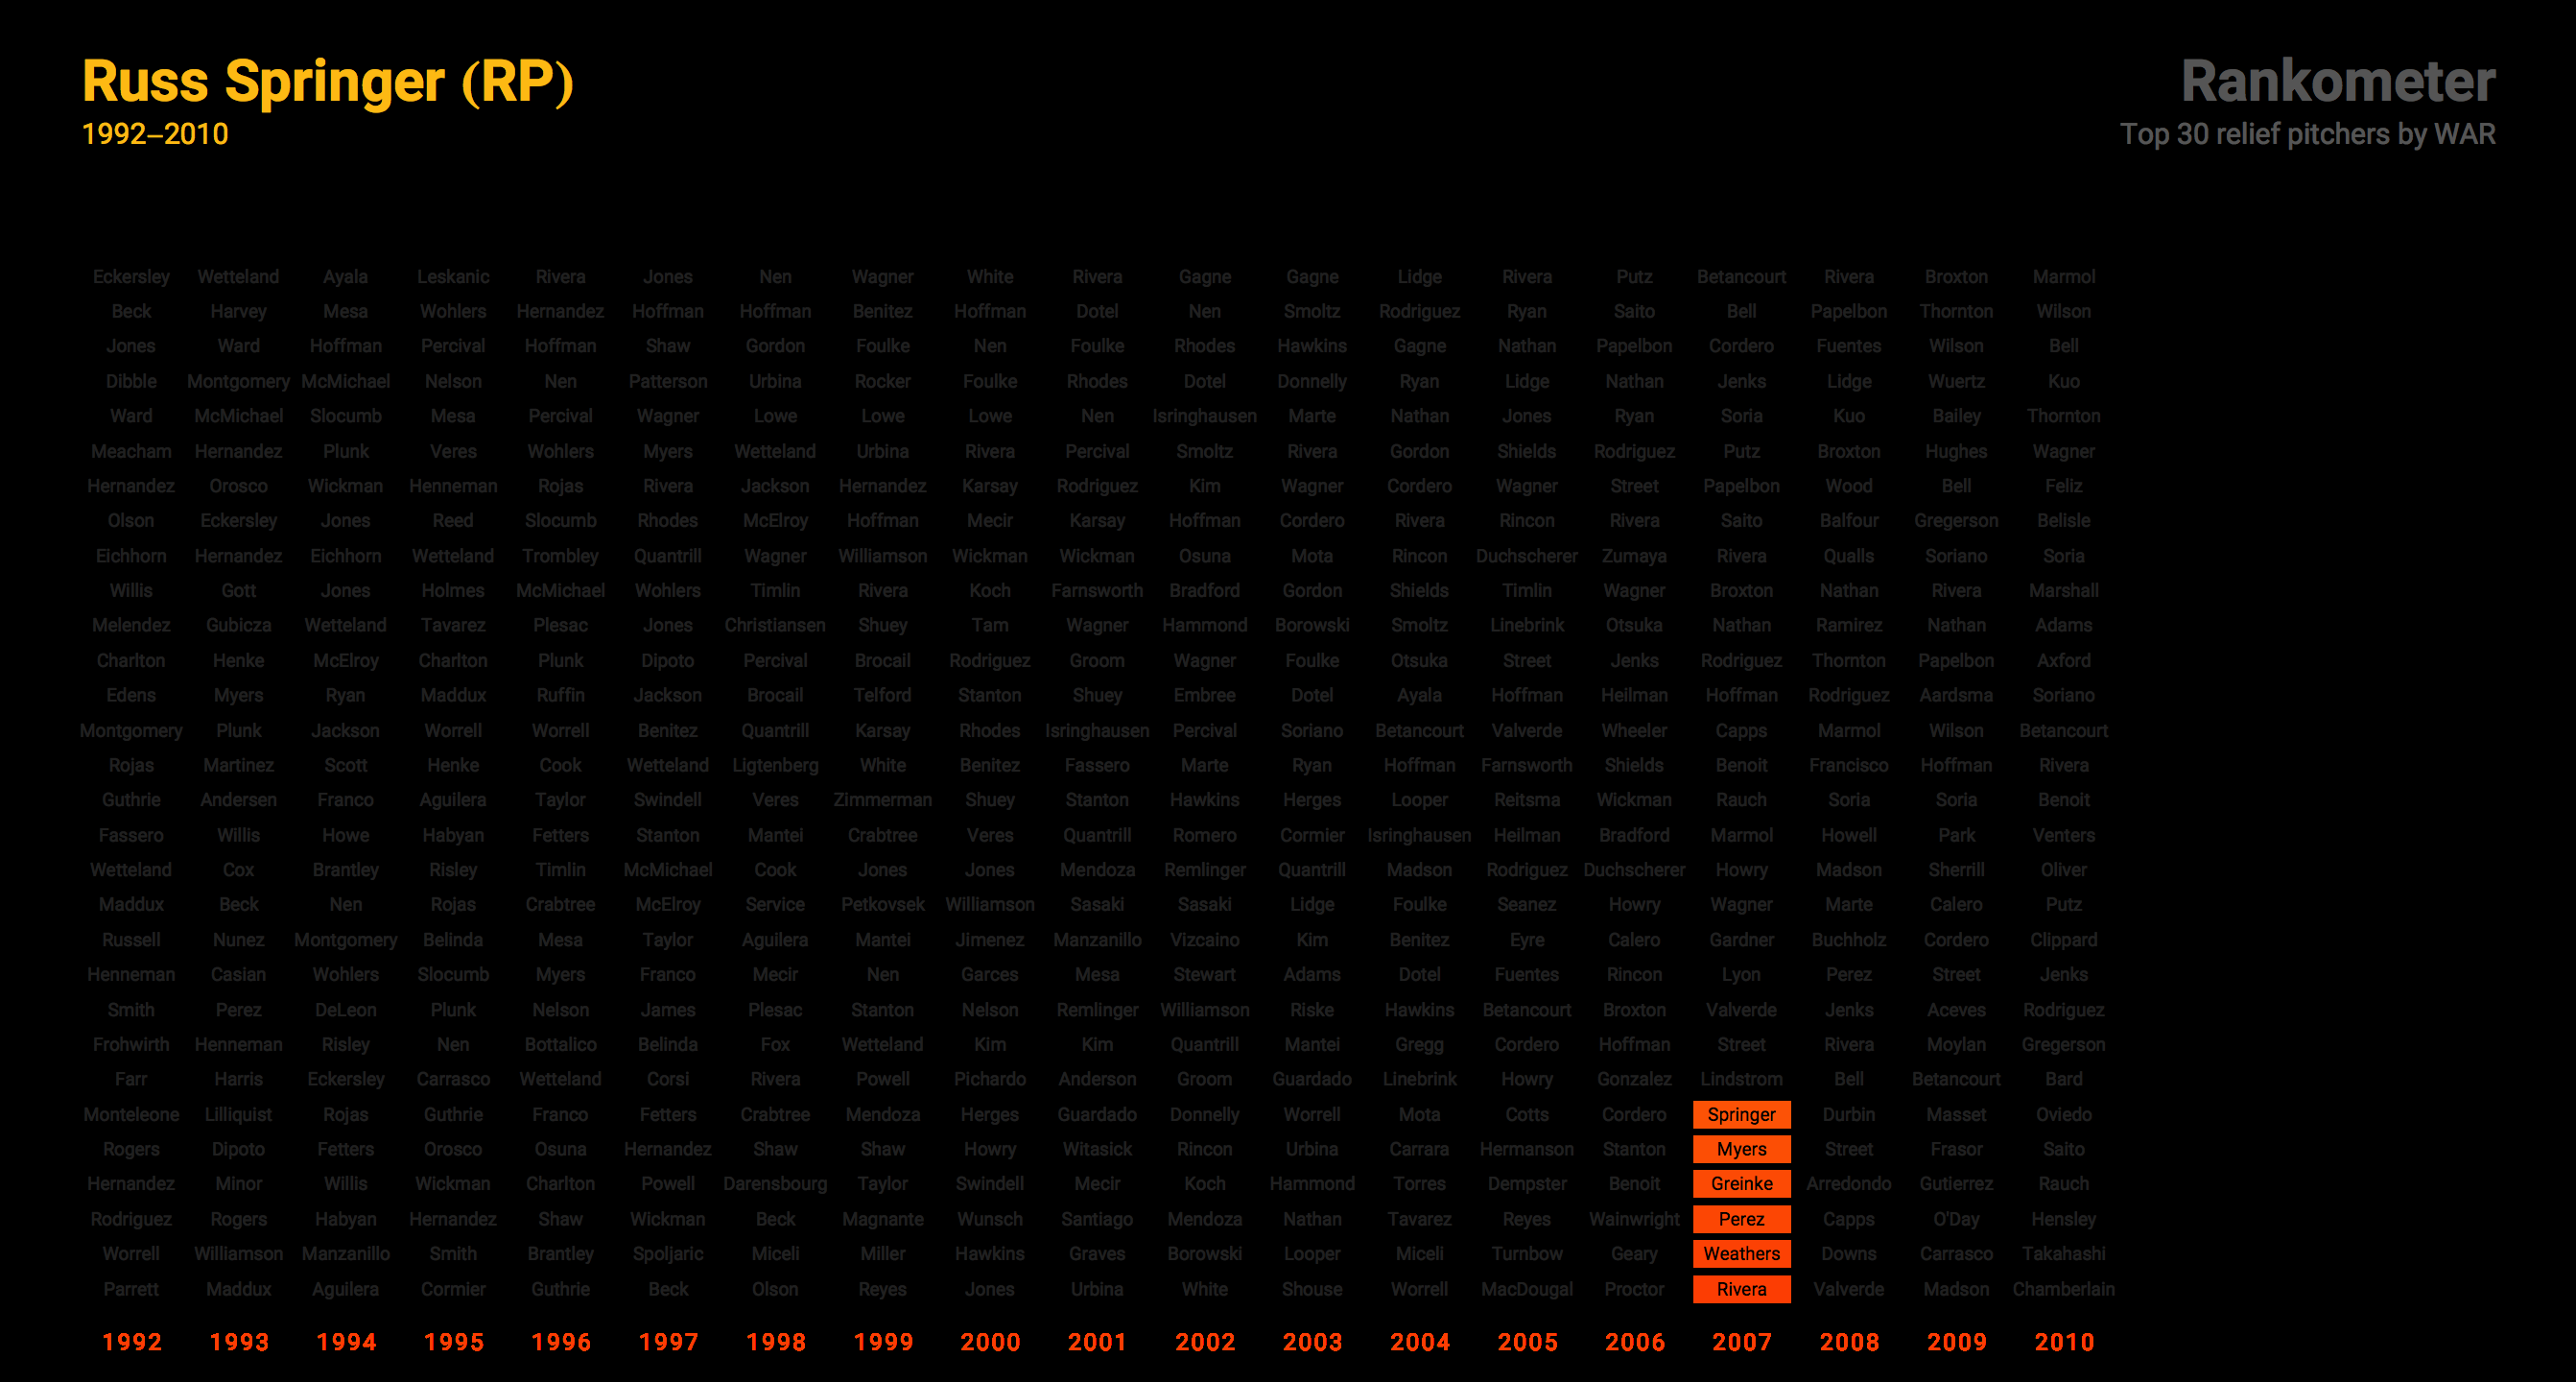 Russ Springer (RP)
1992–2010
Rankometer
Top 30 relief pitchers by WAR
Eckersley Wetteland Ayala Leskanic Rivera Jones Nen Wagner White Rivera Gagne Gagne Lidge Rivera Putz Betancourt Rivera Broxton Marmol
Beck Harvey Mesa Wohlers Hernandez Hoffman Hoffman Benitez Hoffman Dotel Nen Smoltz Rodriguez Ryan Saito Bell Papelbon Thornton Wilson
Jones Ward Hoffman Percival Hoffman Shaw Gordon Foulke Nen Foulke Rhodes Hawkins Gagne Nathan Papelbon Cordero Fuentes Wilson Bell
Dibble Montgomery McMichael Nelson Nen Patterson Urbina Rocker Foulke Rhodes Dotel Donnelly Ryan Lidge Nathan Jenks Lidge Wuertz Kuo
Ward McMichael Slocumb Mesa Percival Wagner Lowe Lowe Lowe Nen Isringhausen Marte Nathan Jones Ryan Soria Kuo Bailey Thornton
Meacham Hernandez Plunk Veres Wohlers Myers Wetteland Urbina Rivera Percival Smoltz Rivera Gordon Shields Rodriguez Putz Broxton Hughes Wagner
Hernandez Orosco Wickman Henneman Rojas Rivera Jackson Hernandez Karsay Rodriguez Kim Wagner Cordero Wagner Street Papelbon Wood Bell Feliz
Olson Eckersley Jones Reed Slocumb Rhodes McElroy Hoffman Mecir Karsay Hoffman Cordero Rivera Rincon Rivera Saito Balfour Gregerson Belisle
Eichhorn Hernandez Eichhorn Wetteland Trombley Quantrill Wagner Williamson Wickman Wickman Osuna Mota Rincon Duchscherer Zumaya Rivera Qualls Soriano Soria
Willis Gott Jones Holmes McMichael Wohlers Timlin Rivera Koch Farnsworth Bradford Gordon Shields Timlin Wagner Broxton Nathan Rivera Marshall
Melendez Gubicza Wetteland Tavarez Plesac Jones Christiansen Shuey Tam Wagner Hammond Borowski Smoltz Linebrink Otsuka Nathan Ramirez Nathan Adams
Charlton Henke McElroy Charlton Plunk Dipoto Percival Brocail Rodriguez Groom Wagner Foulke Otsuka Street Jenks Rodriguez Thornton Papelbon Axford
Edens Myers Ryan Maddux Ruffin Jackson Brocail Telford Stanton Shuey Embree Dotel Ayala Hoffman Heilman Hoffman Rodriguez Aardsma Soriano
Montgomery Plunk Jackson Worrell Worrell Benitez Quantrill Karsay Rhodes Isringhausen Percival Soriano Betancourt Valverde Wheeler Capps Marmol Wilson Betancourt
Rojas Martinez Scott Henke Cook Wetteland Ligtenberg White Benitez Fassero Marte Ryan Hoffman Farnsworth Shields Benoit Francisco Hoffman Rivera
Guthrie Andersen Franco Aguilera Taylor Swindell Veres Zimmerman Shuey Stanton Hawkins Herges Looper Reitsma Wickman Rauch Soria Soria Benoit
Fassero Willis Howe Habyan Fetters Stanton Mantei Crabtree Veres Quantrill Romero Cormier Isringhausen Heilman Bradford Marmol Howell Park Venters
Wetteland Cox Brantley Risley Timlin McMichael Cook Jones Jones Mendoza Remlinger Quantrill Madson Rodriguez Duchscherer Howry Madson Sherrill Oliver
Maddux Beck Nen Rojas Crabtree McElroy Service Petkovsek Williamson Sasaki Sasaki Lidge Foulke Seanez Howry Wagner Marte Calero Putz
Russell Nunez Montgomery Belinda Mesa Taylor Aguilera Mantei Jimenez Manzanillo Vizcaino Kim Benitez Eyre Calero Gardner Buchholz Cordero Clippard
Henneman Casian Wohlers Slocumb Myers Franco Mecir Nen Garces Mesa Stewart Adams Dotel Fuentes Rincon Lyon Perez Street Jenks
Smith Perez DeLeon Plunk Nelson James Plesac Stanton Nelson Remlinger Williamson Riske Hawkins Betancourt Broxton Valverde Jenks Aceves Rodriguez
Frohwirth Henneman Risley Nen Bottalico Belinda Fox Wetteland Kim Kim Quantrill Mantei Gregg Cordero Hoffman Street Rivera Moylan Gregerson
Farr Harris Eckersley Carrasco Wetteland Corsi Rivera Powell Pichardo Anderson Groom Guardado Linebrink Howry Gonzalez Lindstrom Bell Betancourt Bard
Monteleone Lilliquist Rojas Guthrie Franco Fetters Crabtree Mendoza Herges Guardado Donnelly Worrell Mota Cotts Cordero Springer Durbin Masset Oviedo
Rogers Dipoto Fetters Orosco Osuna Hernandez Shaw Shaw Howry Witasick Rincon Urbina Carrara Hermanson Stanton Myers Street Frasor Saito
Hernandez Minor Willis Wickman Charlton Powell Darensbourg Taylor Swindell Mecir Koch Hammond Torres Dempster Benoit Greinke Arredondo Gutierrez Rauch
Rodriguez Rogers Habyan Hernandez Shaw Wickman Beck Magnante Wunsch Santiago Mendoza Nathan Tavarez Reyes Wainwright Perez Capps O'Day Hensley
Worrell Williamson Manzanillo Smith Brantley Spoljaric Miceli Miller Hawkins Graves Borowski Looper Miceli Turnbow Geary Weathers Downs Carrasco Takahashi
Parrett Maddux Aguilera Cormier Guthrie Beck Olson Reyes Jones Urbina White Shouse Worrell MacDougal Proctor Rivera Valverde Madson Chamberlain
1992 1993 1994 1995 1996 1997 1998 1999 2000 2001 2002 2003 2004 2005 2006 2007 2008 2009 2010